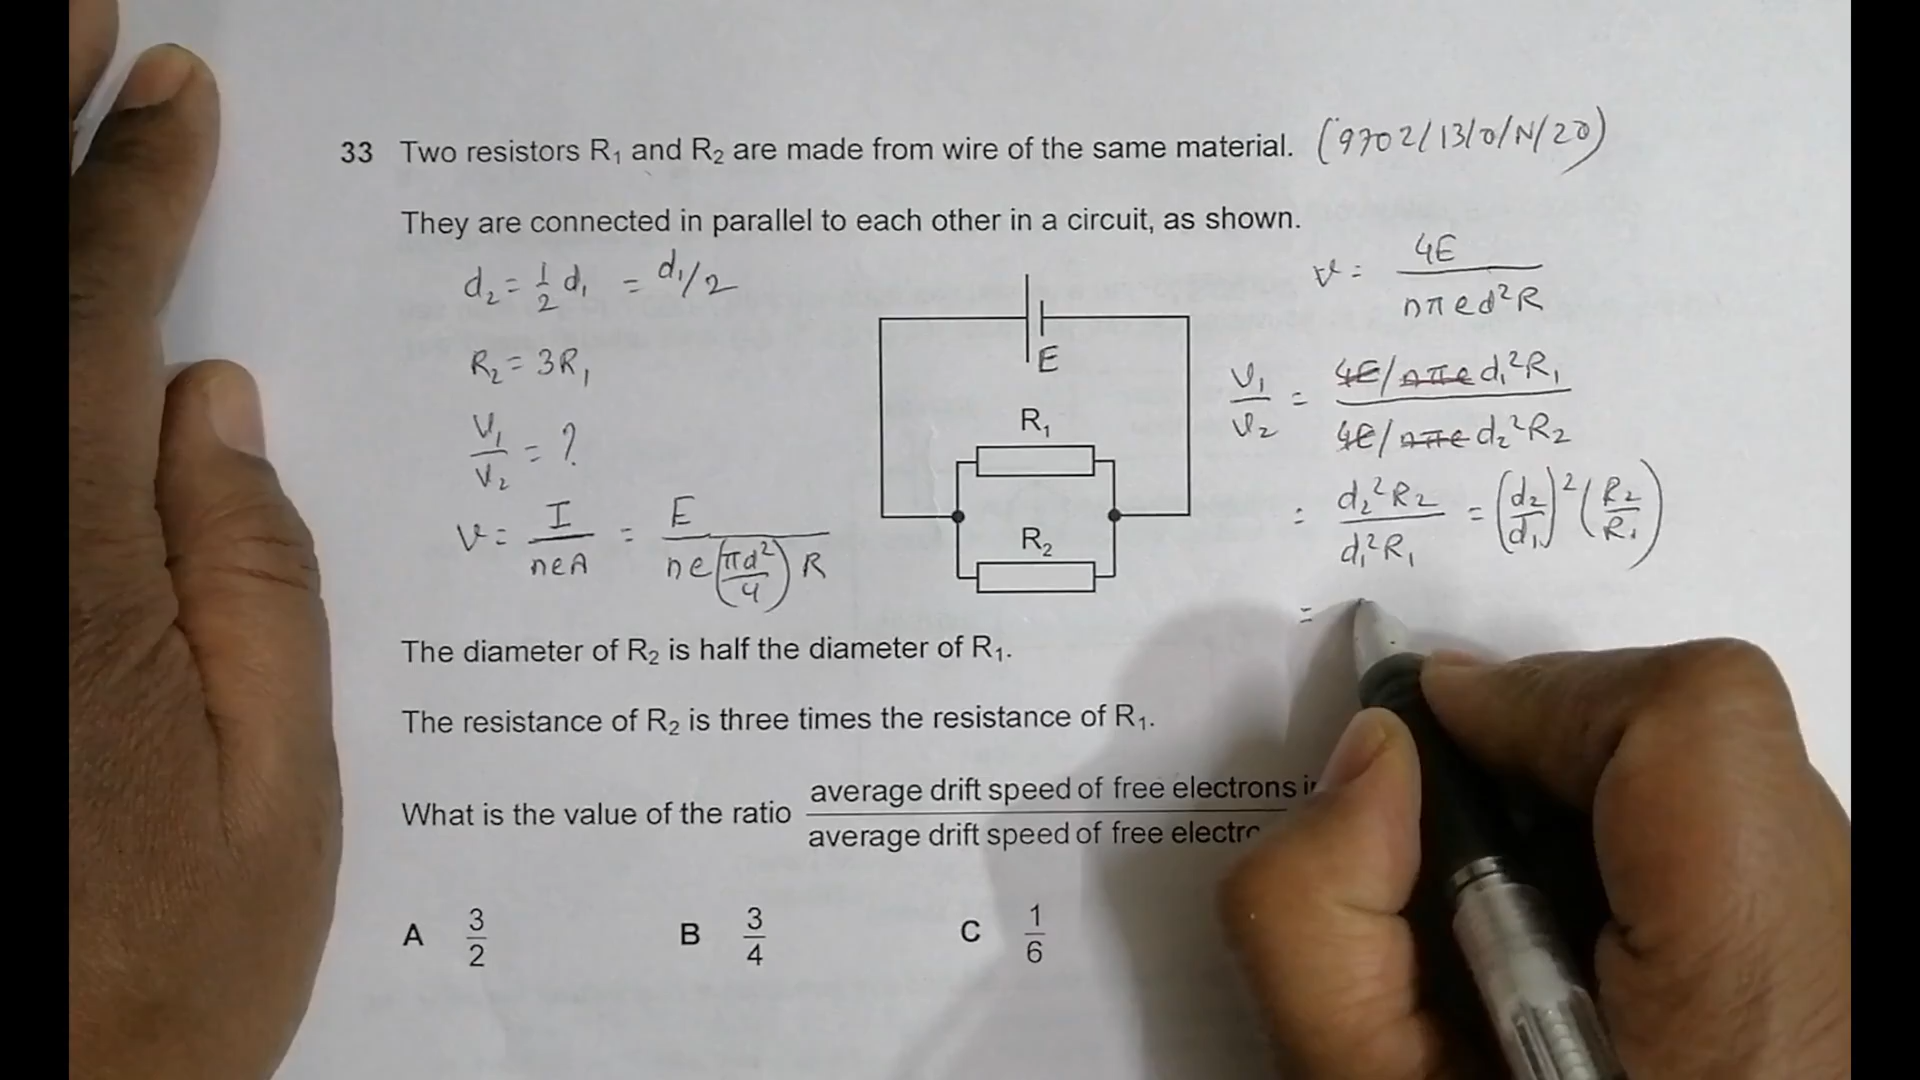 33 Two resistors R₁ and R₂ are made from wire of the same material. (9702/13/O/N/20)
They are connected in parallel to each other in a circuit, as shown.
d₂ = 1/2 d₁ = d₁/2
R₂ = 3R₁
V₁/V₂ = ?
v = I/neA = E/ne(πd²/4)R
E
R₁
R₂
v = 4E/nπed²R
V₁/V₂ = 4E/nπed₁²R₁ / 4E/nπed₂²R₂
= d₂²R₂/d₁²R₁ = (d₂/d₁)²(R₂/R₁)
=
The diameter of R₂ is half the diameter of R₁.
The resistance of R₂ is three times the resistance of R₁.
What is the value of the ratio average drift speed of free electrons
average drift speed of free
A 3/2 B 3/4 C 1/6